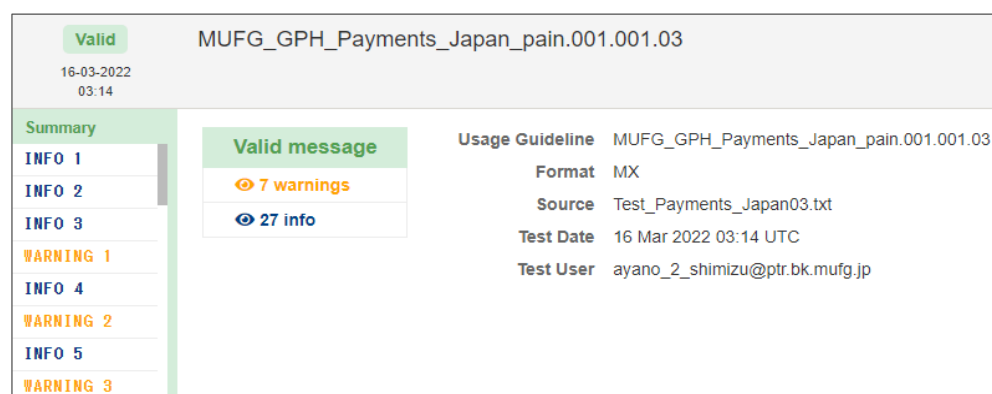 Valid
16-03-2022
03:14
MUFG_GPH_Payments_Japan_pain.001.001.03
Summary
INFO 1
INFO 2
INFO 3
WARNING 1
INFO 4
WARNING 2
INFO 5
WARNING 3
Valid message
7 warnings
27 info
Usage Guideline MUFG_GPH_Payments_Japan_pain.001.001.03
Format MX
Source Test_Payments_Japan03.txt
Test Date 16 Mar 2022 03:14 UTC
Test User ayano_2_shimizu@ptr.bk.mufg.jp